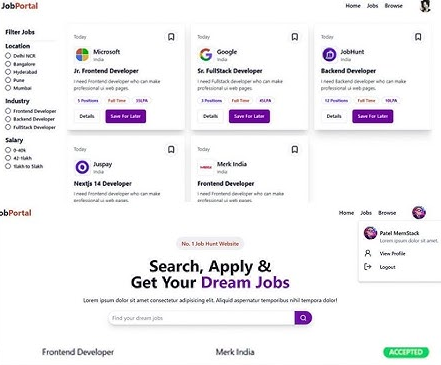 JobPortal
Home Jobs Browse
Filter Jobs
Location
Delhi NCR
Bangalore
Hyderabad
Pune
Mumbai
Industry
Frontend Developer
Backend Developer
FullStack Developer
Salary
0-40k
42-1lakh
1lakh to 5lakh
Today
Microsoft
India
Jr. Frontend Developer
I need Frontend developer who can make
professional ui web pages.
5 Positions Full Time 35LPA
Details Save For Later
Today
Google
India
Sr. FullStack Developer
I need Frontend developer who can make
professional ui web pages.
3 Positions Full Time 45LPA
Details Save For Later
Today
JobHunt
India
Backend Developer
I need Frontend developer who can make
professional ui web pages.
12 Positions Full Time 10LPA
Details Save For Later
Today
Juspay
India
Nextjs 14 Developer
I need Frontend developer who can make
professional ui web pages.
Today
Merk India
India
Frontend Developer
I need Frontend developer who can make
professional ui web pages.
obPortal
Home Jobs Browse
Patel MernStack
Lorem ipsum dolor sit amet.
View Profile
Logout
No. 1 Job Hunt Website
Search, Apply &
Get Your Dream Jobs
Lorem ipsum dolor sit amet consectetur adipisicing elit. Aliquid aspernatur temporibus nihil tempora dolor!
Find your dream jobs
Frontend Developer Merk India ACCEPTED